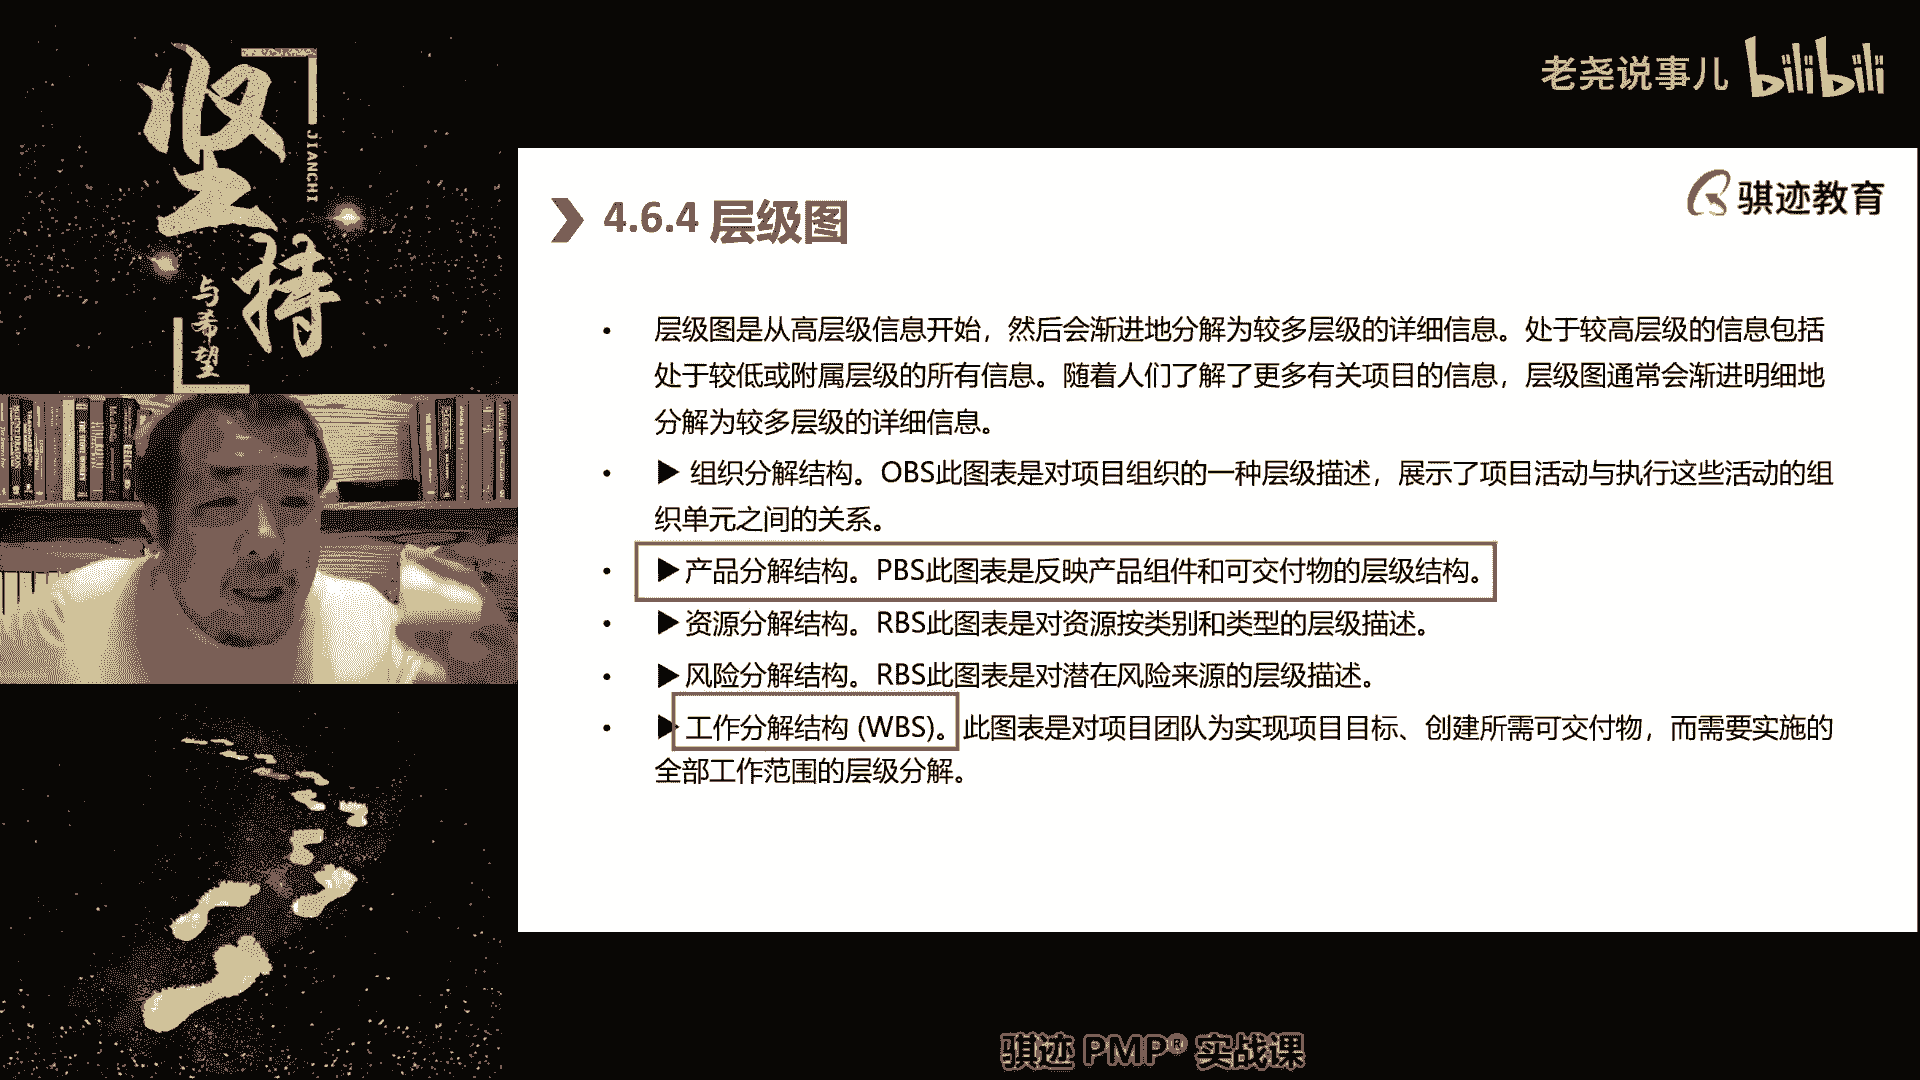 坚持
JIANCHI
与希望
老尧说事儿 bilibili
骐迹教育
4.6.4 层级图
• 层级图是从高层级信息开始，然后会渐进地分解为较多层级的详细信息。处于较高层级的信息包括
处于较低或附属层级的所有信息。随着人们了解了更多有关项目的信息，层级图通常会渐进明细地
分解为较多层级的详细信息。
• ▶ 组织分解结构。OBS此图表是对项目组织的一种层级描述，展示了项目活动与执行这些活动的组
织单元之间的关系。
• ▶产品分解结构。PBS此图表是反映产品组件和可交付物的层级结构。
• ▶资源分解结构。RBS此图表是对资源按类别和类型的层级描述。
• ▶风险分解结构。RBS此图表是对潜在风险来源的层级描述。
• ▶工作分解结构 (WBS)。此图表是对项目团队为实现项目目标、创建所需可交付物，而需要实施的
全部工作范围的层级分解。
骐迹 PMP® 实战课